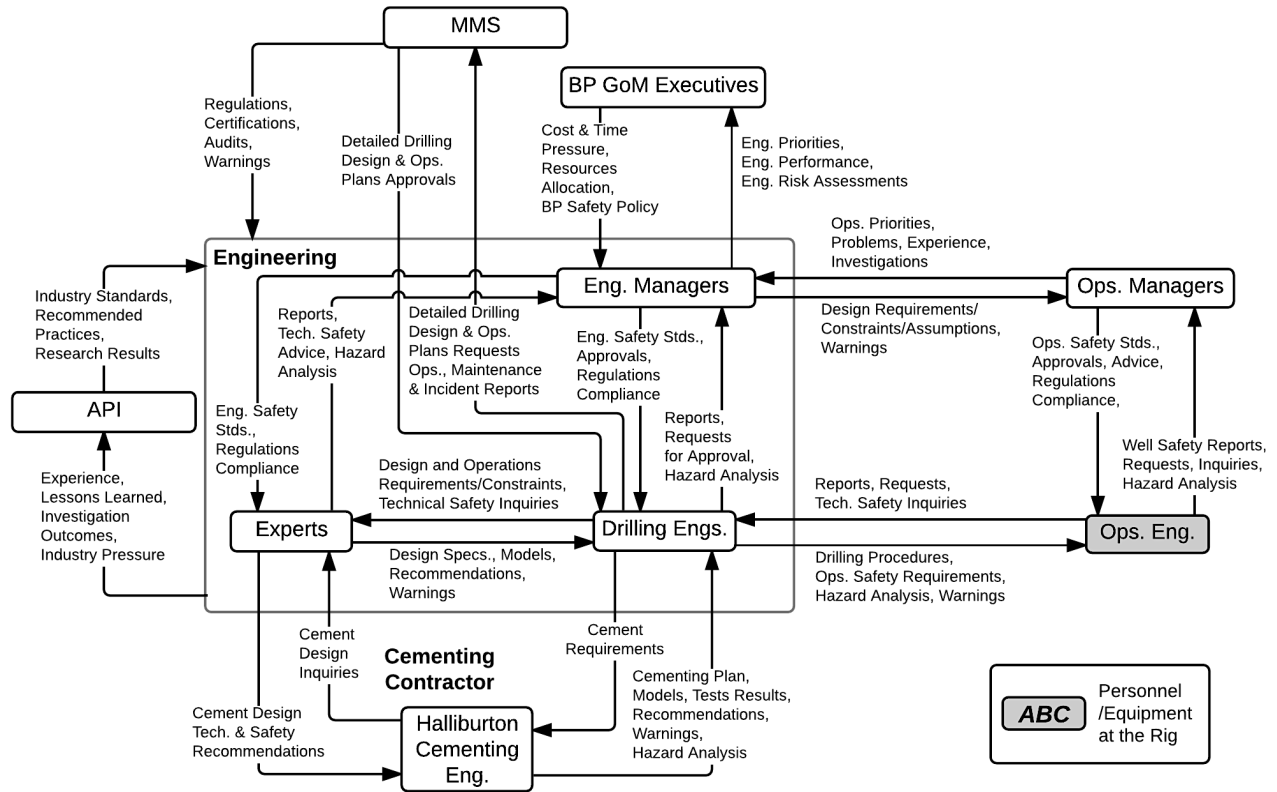 MMS
BP GoM Executives
Regulations,
Certifications,
Audits,
Warnings
Detailed Drilling
Design & Ops.
Plans Approvals
Cost & Time
Pressure,
Resources
Allocation,
BP Safety Policy
Eng. Priorities,
Eng. Performance,
Eng. Risk Assessments
Ops. Priorities,
Problems, Experience,
Investigations
Engineering
Eng. Managers
Ops. Managers
Industry Standards,
Recommended
Practices,
Research Results
Reports,
Tech. Safety
Advice, Hazard
Analysis
Detailed Drilling
Design & Ops.
Plans Requests
Ops., Maintenance
& Incident Reports
Eng. Safety Stds.,
Approvals,
Regulations
Compliance
Design Requirements/
Constraints/Assumptions,
Warnings
Ops. Safety Stds.,
Approvals, Advice,
Regulations
Compliance,
API
Eng. Safety
Stds.,
Regulations
Compliance
Reports,
Requests
for Approval,
Hazard Analysis
Well Safety Reports,
Requests, Inquiries,
Hazard Analysis
Experience,
Lessons Learned,
Investigation
Outcomes,
Industry Pressure
Design and Operations
Requirements/Constraints,
Technical Safety Inquiries
Reports, Requests,
Tech. Safety Inquiries
Experts
Drilling Engs.
Ops. Eng.
Design Specs., Models,
Recommendations,
Warnings
Drilling Procedures,
Ops. Safety Requirements,
Hazard Analysis, Warnings
Cement
Design
Inquiries
Cementing
Contractor
Cement
Requirements
Cementing Plan,
Models, Tests Results,
Recommendations,
Warnings,
Hazard Analysis
Cement Design
Tech. & Safety
Recommendations
Halliburton
Cementing
Eng.
ABC
Personnel
/Equipment
at the Rig